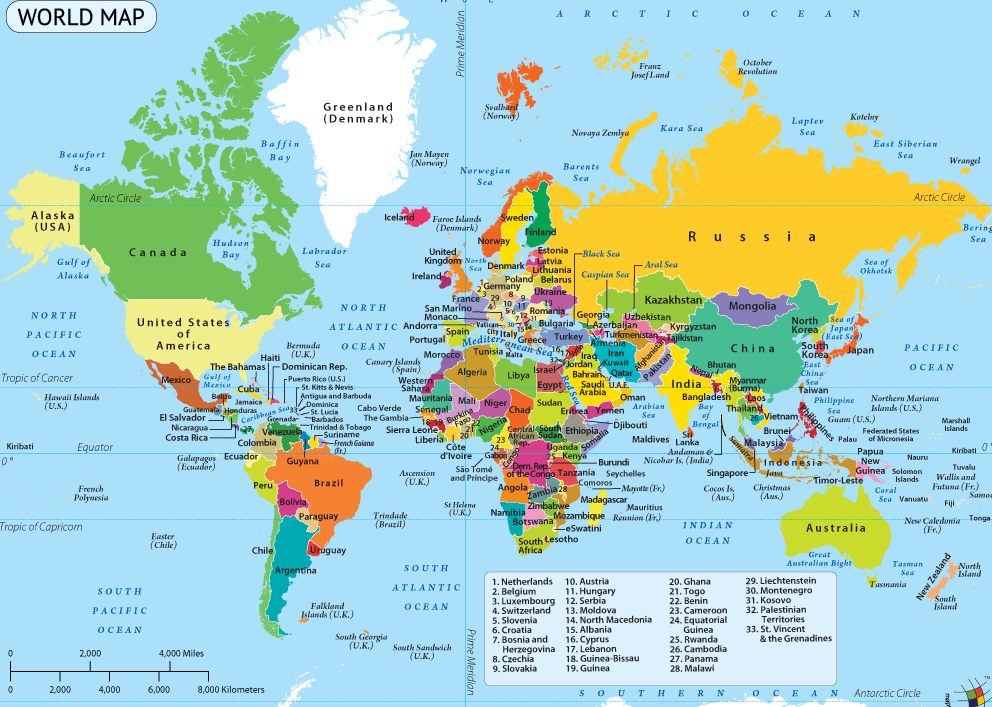 WORLD MAP
ARCTIC OCEAN
Prime Meridian
Greenland
(Denmark)
Svalbard
(Norway)
Franz
Josef Land
October
Revolution
Novaya Zemlya
Kara Sea
Laptev
Sea
Kotelny
East Siberian
Sea
Wrangel
Beaufort
Sea
Baffin
Bay
Jan Mayen
(Norway)
Norwegian
Sea
Barents
Sea
Arctic Circle
Arctic Circle
Alaska
(USA)
Canada
Hudson
Bay
Labrador
Sea
Gulf of
Alaska
Iceland
Faroe Islands
(Denmark)
Sweden
Finland
Norway
Russia
Bering
Sea
Sea of
Okhotsk
United
Kingdom
North
Sea
Ireland
Denmark
Estonia
Latvia
Lithuania
Belarus
Poland
Germany
Ukraine
France
San Marino
Monaco
Andorra
Vatican
City
Spain
Portugal
Italy
Romania
Bulgaria
Greece
Malta
Mediterranean Sea
Black Sea
Caspian Sea
Aral Sea
Georgia
Azerbaijan
Armenia
Turkey
Kazakhstan
Uzbekistan
Turkmenistan
Kyrgyzstan
Tajikistan
Mongolia
China
North
Korea
South
Korea
Sea of
Japan/
East Sea
Japan
East
China
Sea
Taiwan
PACIFIC
OCEAN
NORTH
PACIFIC
OCEAN
NORTH
ATLANTIC
OCEAN
United States
of
America
Bermuda
(U.K.)
Tropic of Cancer
Hawaii Islands
(U.S.)
Mexico
Gulf of
Mexico
The Bahamas
Haiti
Dominican Rep.
Cuba
Puerto Rico (U.S.)
St. Kitts & Nevis
Antigua and Barbuda
Dominica
St. Lucia
Barbados
Trinidad & Tobago
Suriname
French Guiana
(Fr.)
Belize
Jamaica
Guatemala
Honduras
El Salvador
Nicaragua
Costa Rica
Caribbean Sea
Grenada
Venezuela
Colombia
Guyana
Ecuador
Galapagos
(Ecuador)
Equator
Kiribati
0°
Peru
Brazil
Bolivia
Paraguay
Chile
Argentina
Uruguay
French
Polynesia
Tropic of Capricorn
Easter
(Chile)
SOUTH
PACIFIC
OCEAN
SOUTH
ATLANTIC
OCEAN
Falkland
Islands (U.K.)
South Georgia
(U.K.)
South Sandwich
(U.K.)
Trindade
(Brazil)
Ascension
(U.K.)
St Helena
(U.K.)
Canary Islands
(Spain)
Cabo Verde
Morocco
Western
Sahara
Mauritania
Senegal
The Gambia
Sierra Leone
Liberia
Côte
d'Ivoire
São Tomé
and Príncipe
Tunisia
Algeria
Libya
Egypt
Mali
Niger
Chad
Sudan
Burkina
Nigeria
Central
African
Rep.
South
Sudan
Eritrea
Ethiopia
Djibouti
Somalia
Uganda
Kenya
Gabon
Congo
Dem. Rep.
of the Congo
Burundi
Tanzania
Seychelles
Comoros
Mayotte (Fr.)
Angola
Zambia
Zimbabwe
Mozambique
Madagascar
Mauritius
Reunion (Fr.)
Namibia
Botswana
eSwatini
Lesotho
South
Africa
Israel
Jordan
Iraq
Iran
Kuwait
Bahrain
Qatar
Saudi
Arabia
U.A.E
Oman
Yemen
Red Sea
Afghanistan
Pakistan
India
Nepal
Bhutan
Bangladesh
Arabian
Sea
Bay
of
Bengal
Maldives
Sri
Lanka
Andaman &
Nicobar Is. (India)
Myanmar
(Burma)
Laos
Thailand
Vietnam
Philippines
Brunei
Malaysia
Singapore
Sumatra
Indonesia
Timor-Leste
Cocos Is.
(Aus.)
Christmas
(Aus.)
Philippine
Sea
Guam (U.S.)
Northern Mariana
Islands (U.S.)
Palau
Federated States
of Micronesia
Marshall
Islands
Kiribati
0°
Papua
New
Guinea
Nauru
Solomon
Islands
Tuvalu
Wallis and
Futuna (Fr.)
Coral
Sea
Vanuatu
Fiji
Samoa
Tonga
New Caledonia
(Fr.)
INDIAN
OCEAN
Australia
Great
Australian Bight
Tasman
Sea
Tasmania
New Zealand
North
Island
South
Island
1. Netherlands
2. Belgium
3. Luxembourg
4. Switzerland
5. Slovenia
6. Croatia
7. Bosnia and
Herzegovina
8. Czechia
9. Slovakia
10. Austria
11. Hungary
12. Serbia
13. Moldova
14. North Macedonia
15. Albania
16. Cyprus
17. Lebanon
18. Guinea-Bissau
19. Guinea
20. Ghana
21. Togo
22. Benin
23. Cameroon
24. Equatorial
Guinea
25. Rwanda
26. Cambodia
27. Panama
28. Malawi
29. Liechtenstein
30. Montenegro
31. Kosovo
32. Palestinian
Territories
33. St. Vincent
& the Grenadines
0 2,000 4,000 Miles
0 2,000 4,000 6,000 8,000 Kilometers
Prime Meridian
SOUTHERN OCEAN
Antarctic Circle